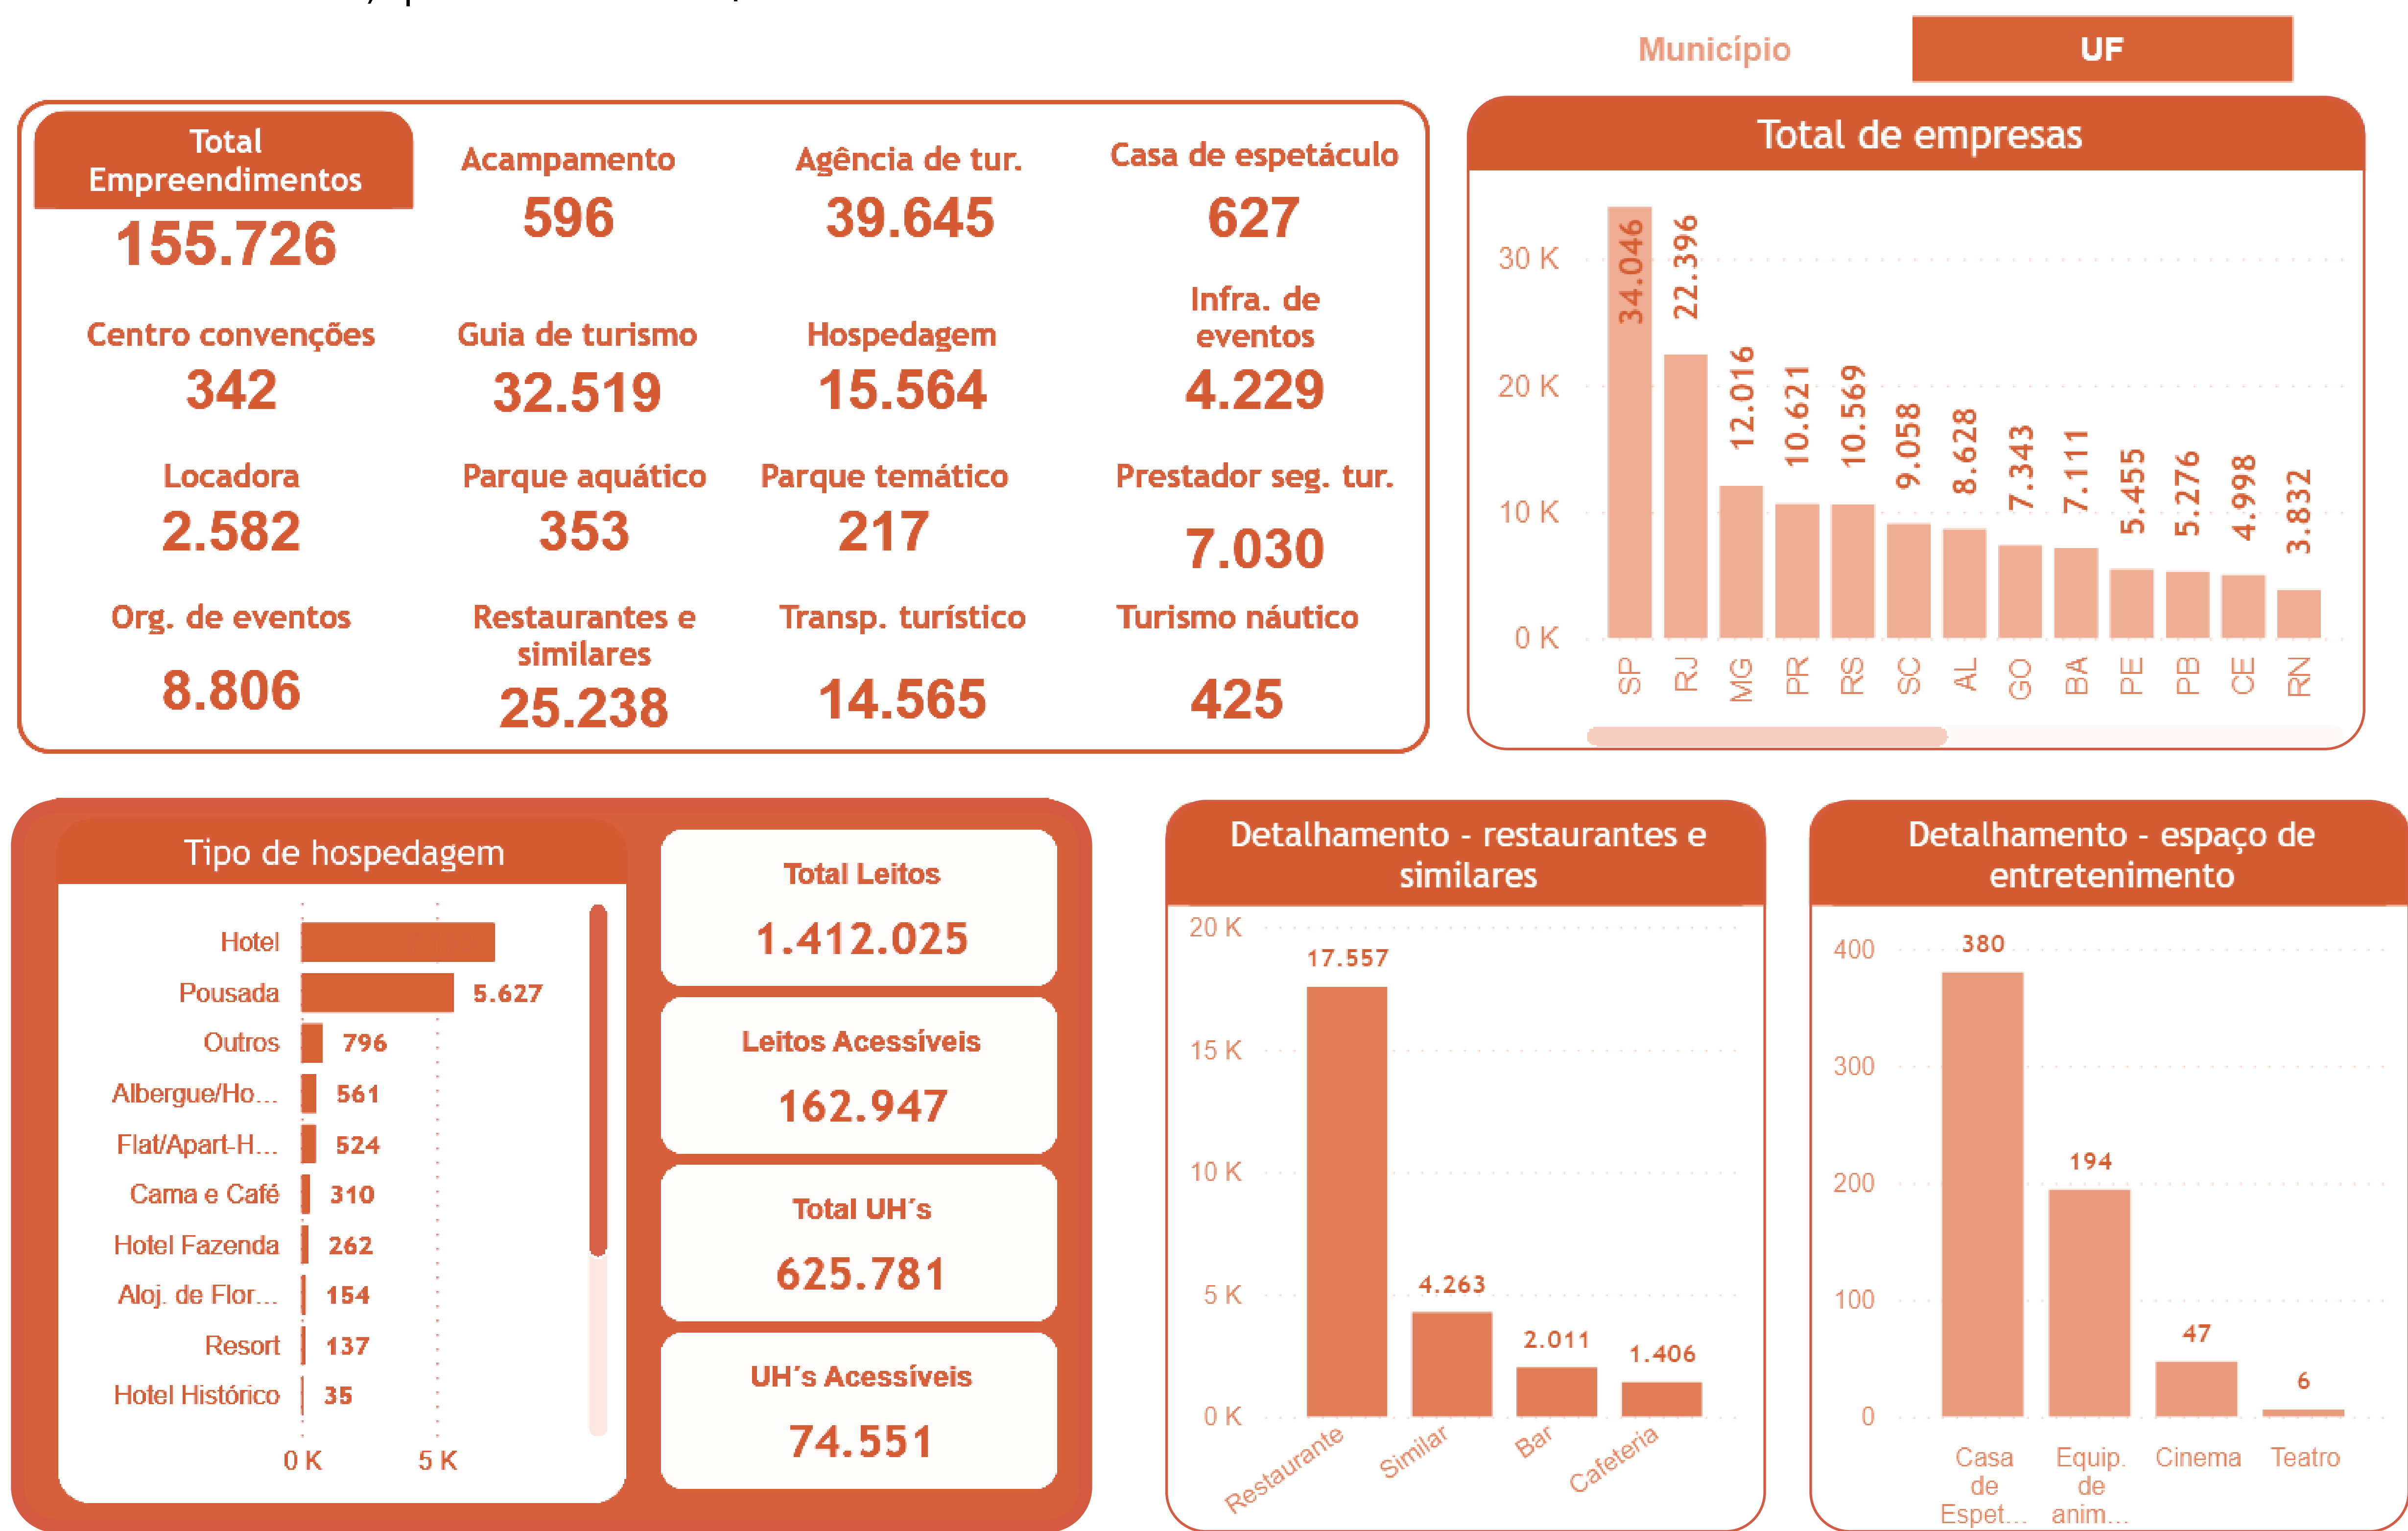 Município
UF
Total
Empreendimentos
155.726
Acampamento
596
Agência de tur.
39.645
Casa de espetáculo
627
Centro convenções
342
Guia de turismo
32.519
Hospedagem
15.564
Infra. de
eventos
4.229
Locadora
2.582
Parque aquático
353
Parque temático
217
Prestador seg. tur.
7.030
Org. de eventos
8.806
Restaurantes e
similares
25.238
Transp. turístico
14.565
Turismo náutico
425
Total de empresas
30 K
20 K
10 K
0 K
34.046
22.396
12.016
10.621
10.569
9.058
8.628
7.343
7.111
5.455
5.276
4.998
3.832
SP
RJ
MG
PR
RS
SC
AL
GO
BA
PE
PB
CE
RN
Tipo de hospedagem
Hotel
Pousada 5.627
Outros 796
Albergue/Ho... 561
Flat/Apart-H... 524
Cama e Café 310
Hotel Fazenda 262
Aloj. de Flor... 154
Resort 137
Hotel Histórico 35
0 K 5 K
Total Leitos
1.412.025
Leitos Acessíveis
162.947
Total UH´s
625.781
UH´s Acessíveis
74.551
Detalhamento - restaurantes e
similares
20 K
15 K
10 K
5 K
0 K
17.557
4.263
2.011
1.406
Restaurante
Similar
Bar
Cafeteria
Detalhamento - espaço de
entretenimento
400
300
200
100
0
380
194
47
6
Casa
de
Espet...
Equip.
de
anim...
Cinema
Teatro